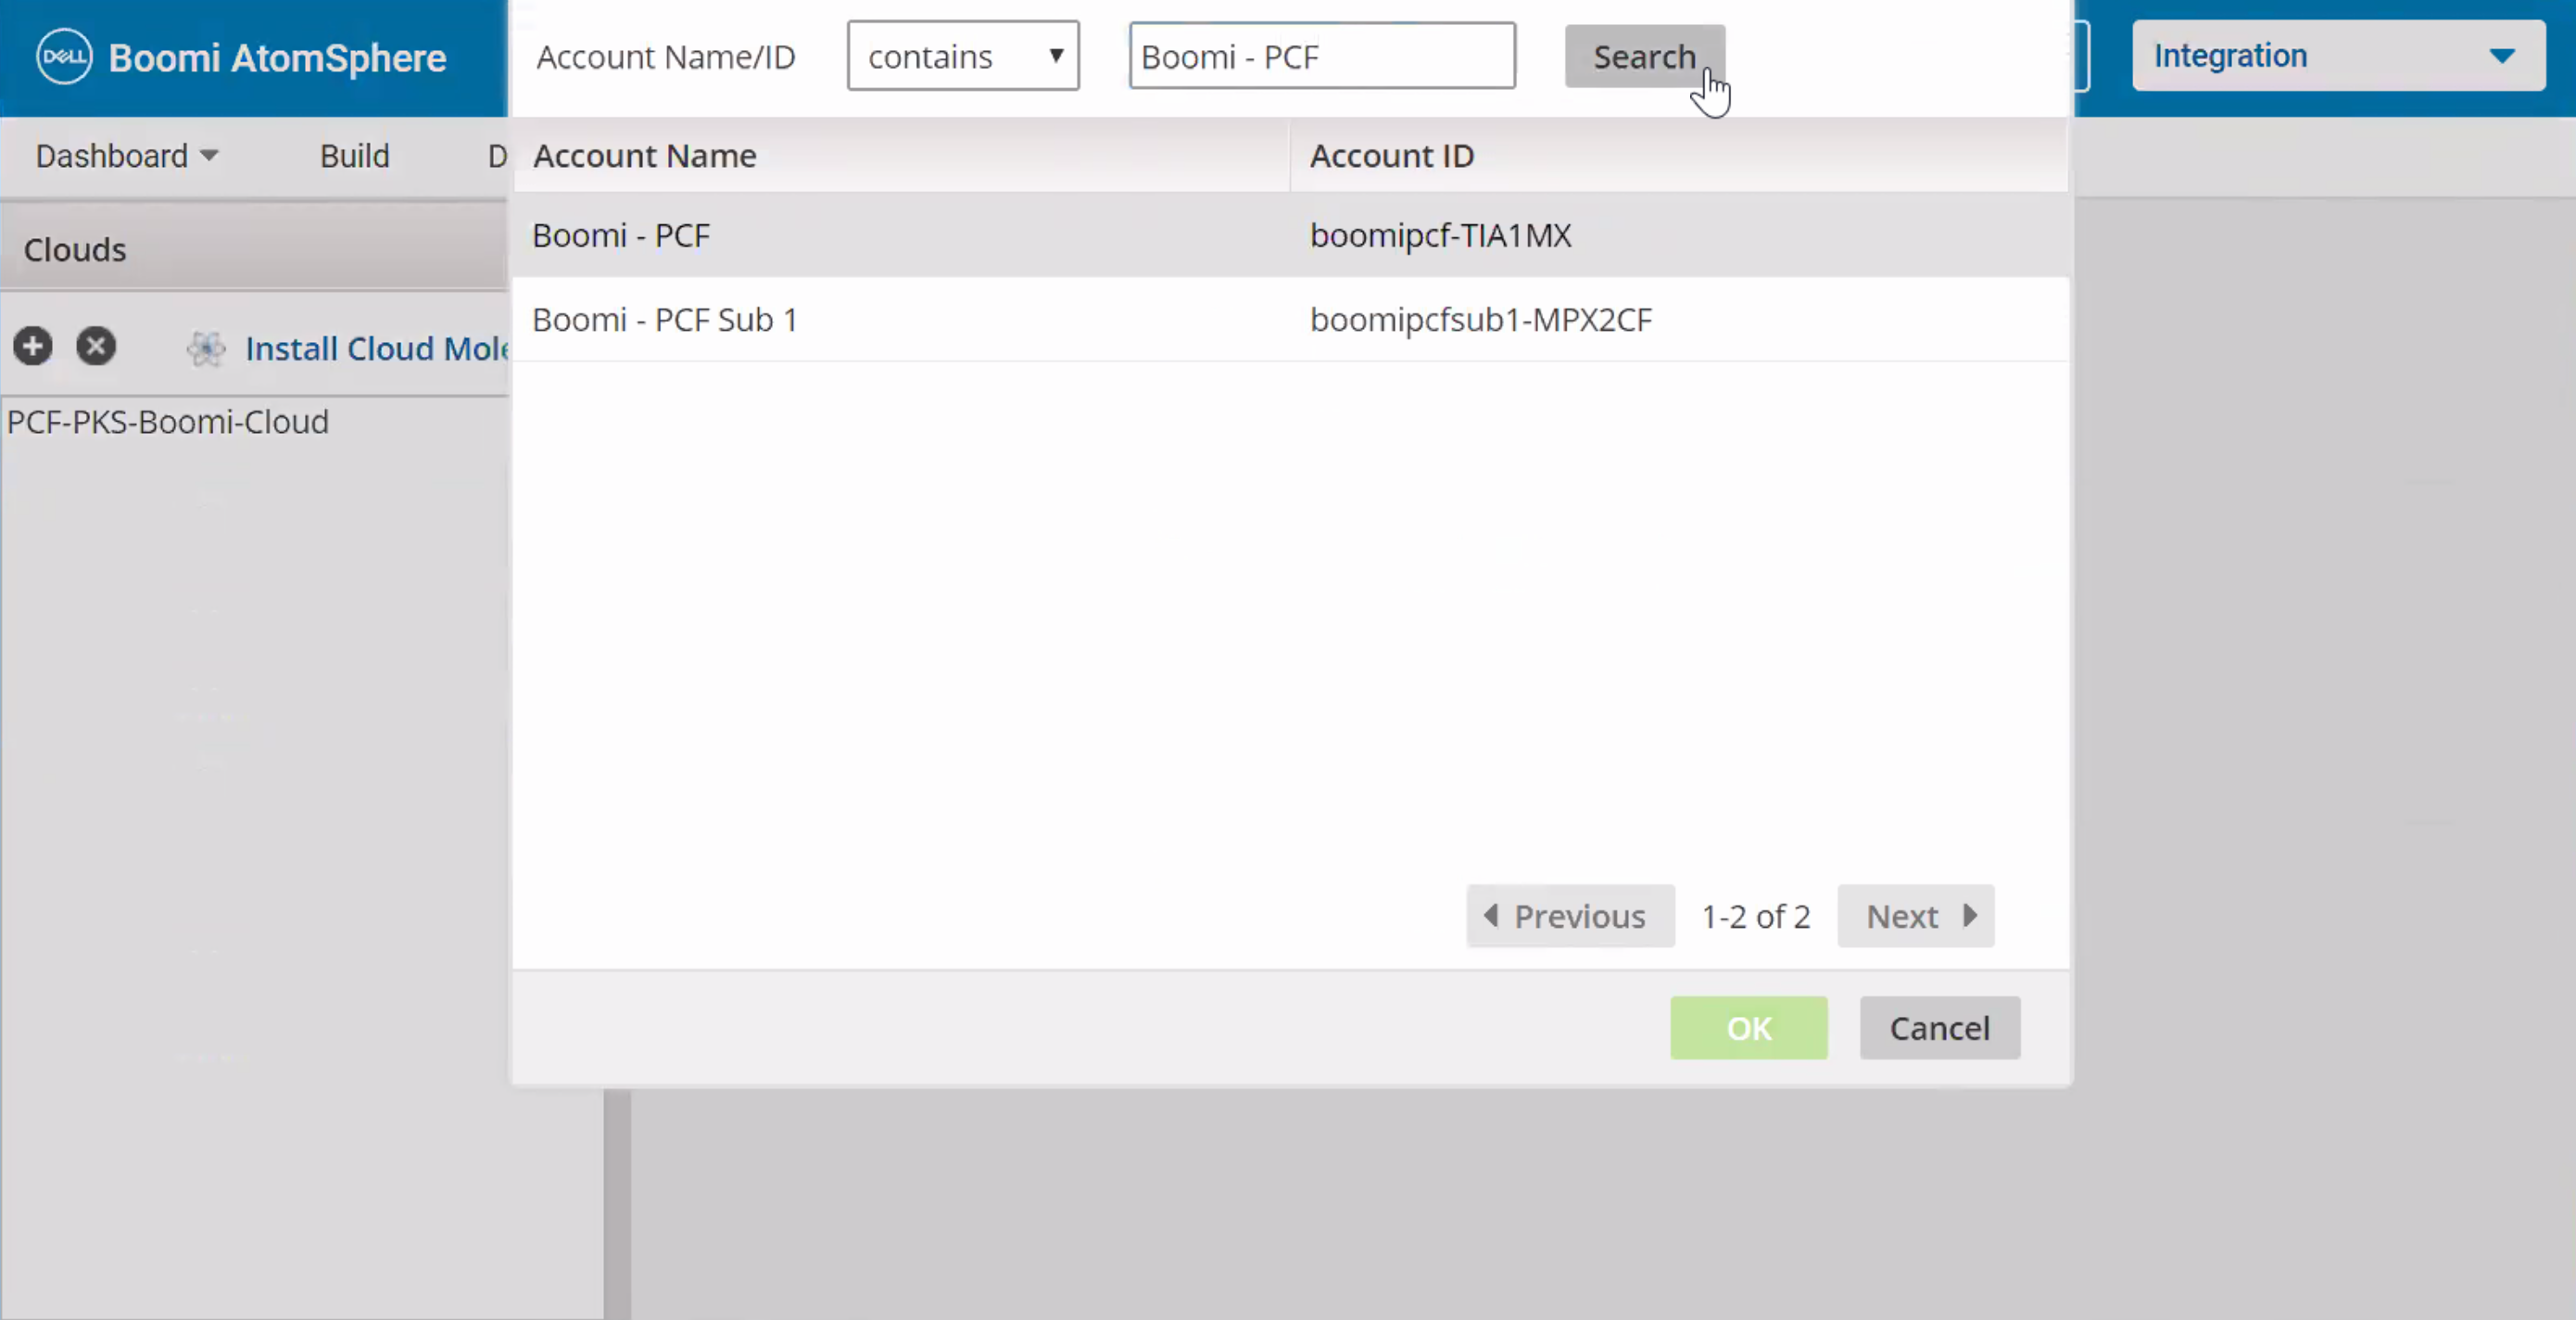 DELL Boomi AtomSphere
Account Name/ID contains Boomi - PCF Search
Integration
Dashboard Build D
Account Name Account ID
Clouds
Boomi - PCF boomipcf-TIA1MX
Boomi - PCF Sub 1 boomipcfsub1-MPX2CF
Install Cloud Mole
PCF-PKS-Boomi-Cloud
Previous 1-2 of 2 Next
OK Cancel